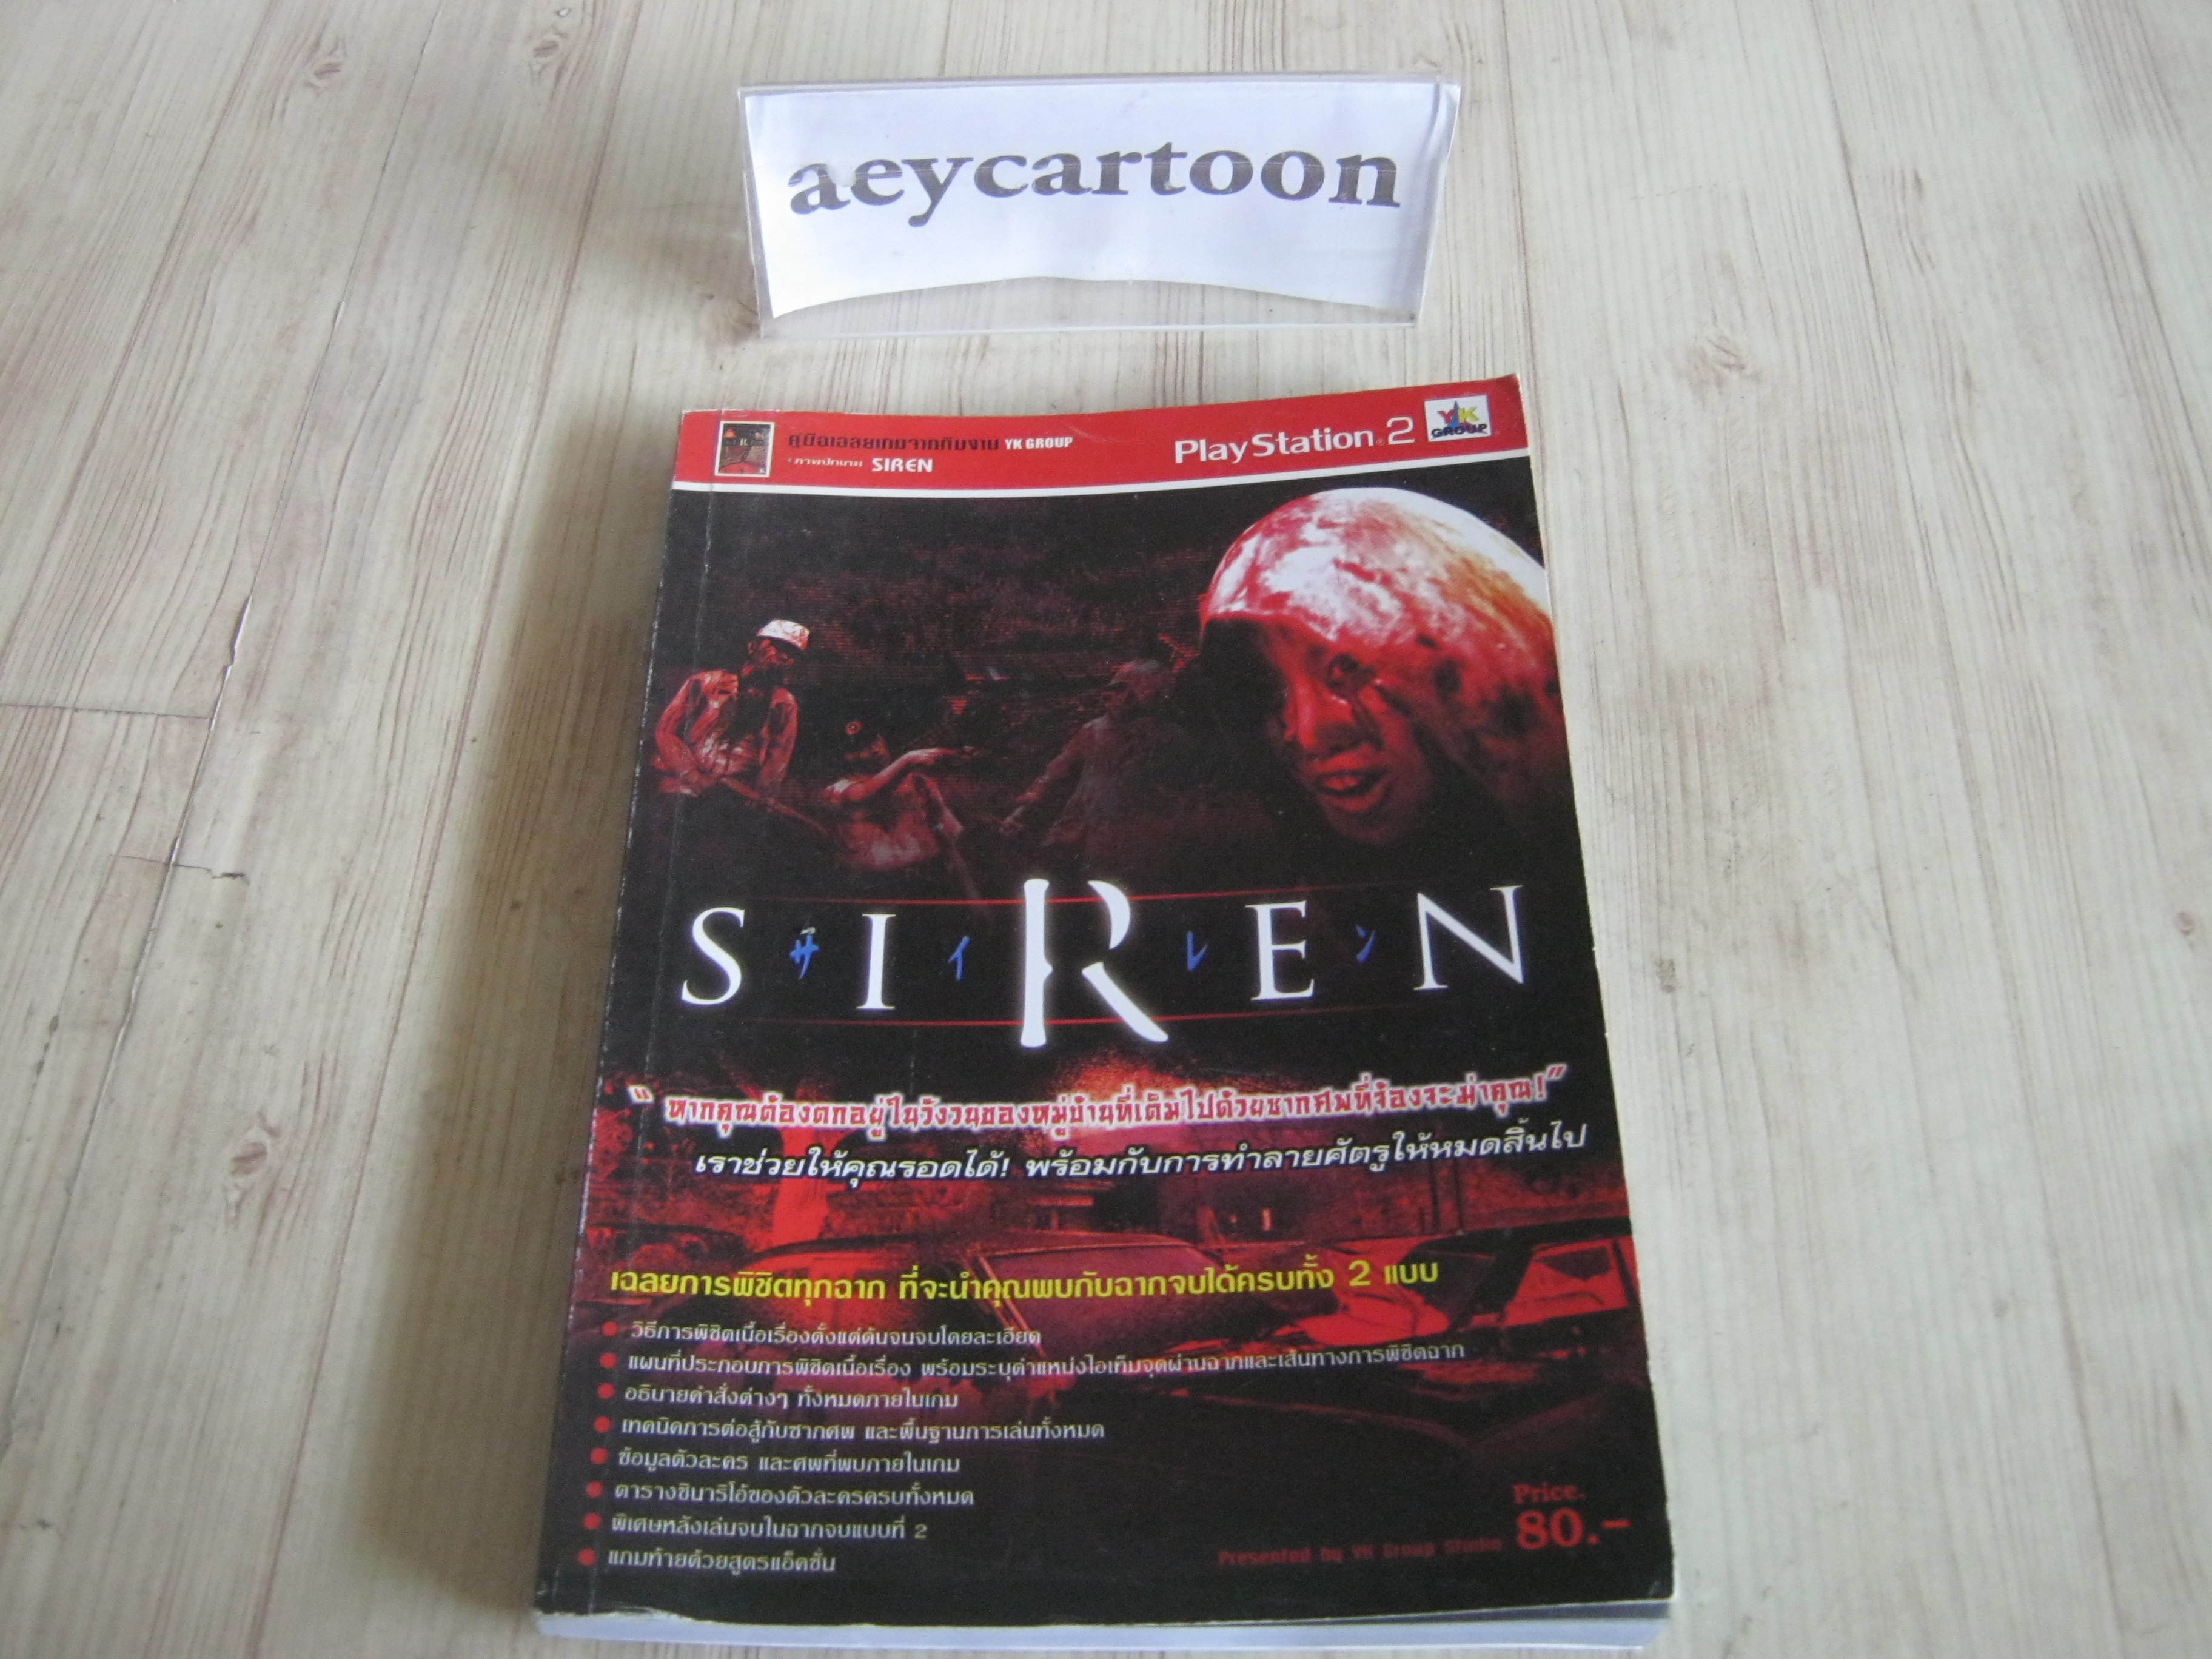 aeycartoon
คู่มือเฉลยเกมจากทีมงาน YK GROUP
ภาพปกเกม SIREN
PlayStation®2
YK
GROUP
SIREN
サイレン
" หากคุณต้องตกอยู่ในวังวนของหมู่บ้านที่เต็มไปด้วยซากศพที่จ้องจะฆ่าคุณ! "
เราช่วยให้คุณรอดได้! พร้อมกับการทำลายศัตรูให้หมดสิ้นไป
เฉลยการพิชิตทุกฉาก ที่จะนำคุณพบกับฉากจบได้ครบทั้ง 2 แบบ
วิธีการพิชิตเนื้อเรื่องตั้งแต่ต้นจนจบโดยละเอียด
แผนที่ประกอบการพิชิตเนื้อเรื่อง พร้อมระบุตำแหน่งไอเท็มจุดผ่านฉากและเส้นทางการพิชิตฉาก
อธิบายคำสั่งต่างๆ ทั้งหมดภายในเกม
เทคนิคการต่อสู้กับซากศพ และพื้นฐานการเล่นทั้งหมด
ข้อมูลตัวละคร และศพที่พบภายในเกม
ตารางซินาริโอ้ของตัวละครครบทั้งหมด
พิเศษหลังเล่นจบในฉากจบแบบที่ 2
แถมท้ายด้วยสูตรแอ็คชั่น
Price.
80.-
Presented by YK Group Studio